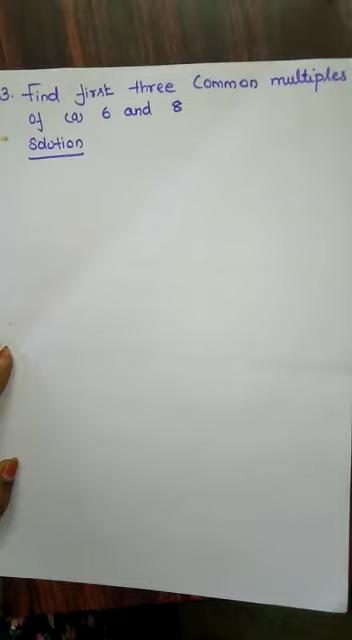 3. Find first three Common multiples
of (a) 6 and 8
Solution